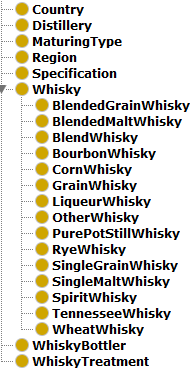 Country
Distillery
MaturingType
Region
Specification
Whisky
BlendedGrainWhisky
BlendedMaltWhisky
BlendWhisky
BourbonWhisky
CornWhisky
GrainWhisky
LiqueurWhisky
OtherWhisky
PurePotStillWhisky
RyeWhisky
SingleGrainWhisky
SingleMaltWhisky
SpiritWhisky
TennesseeWhisky
WheatWhisky
WhiskyBottler
WhiskyTreatment